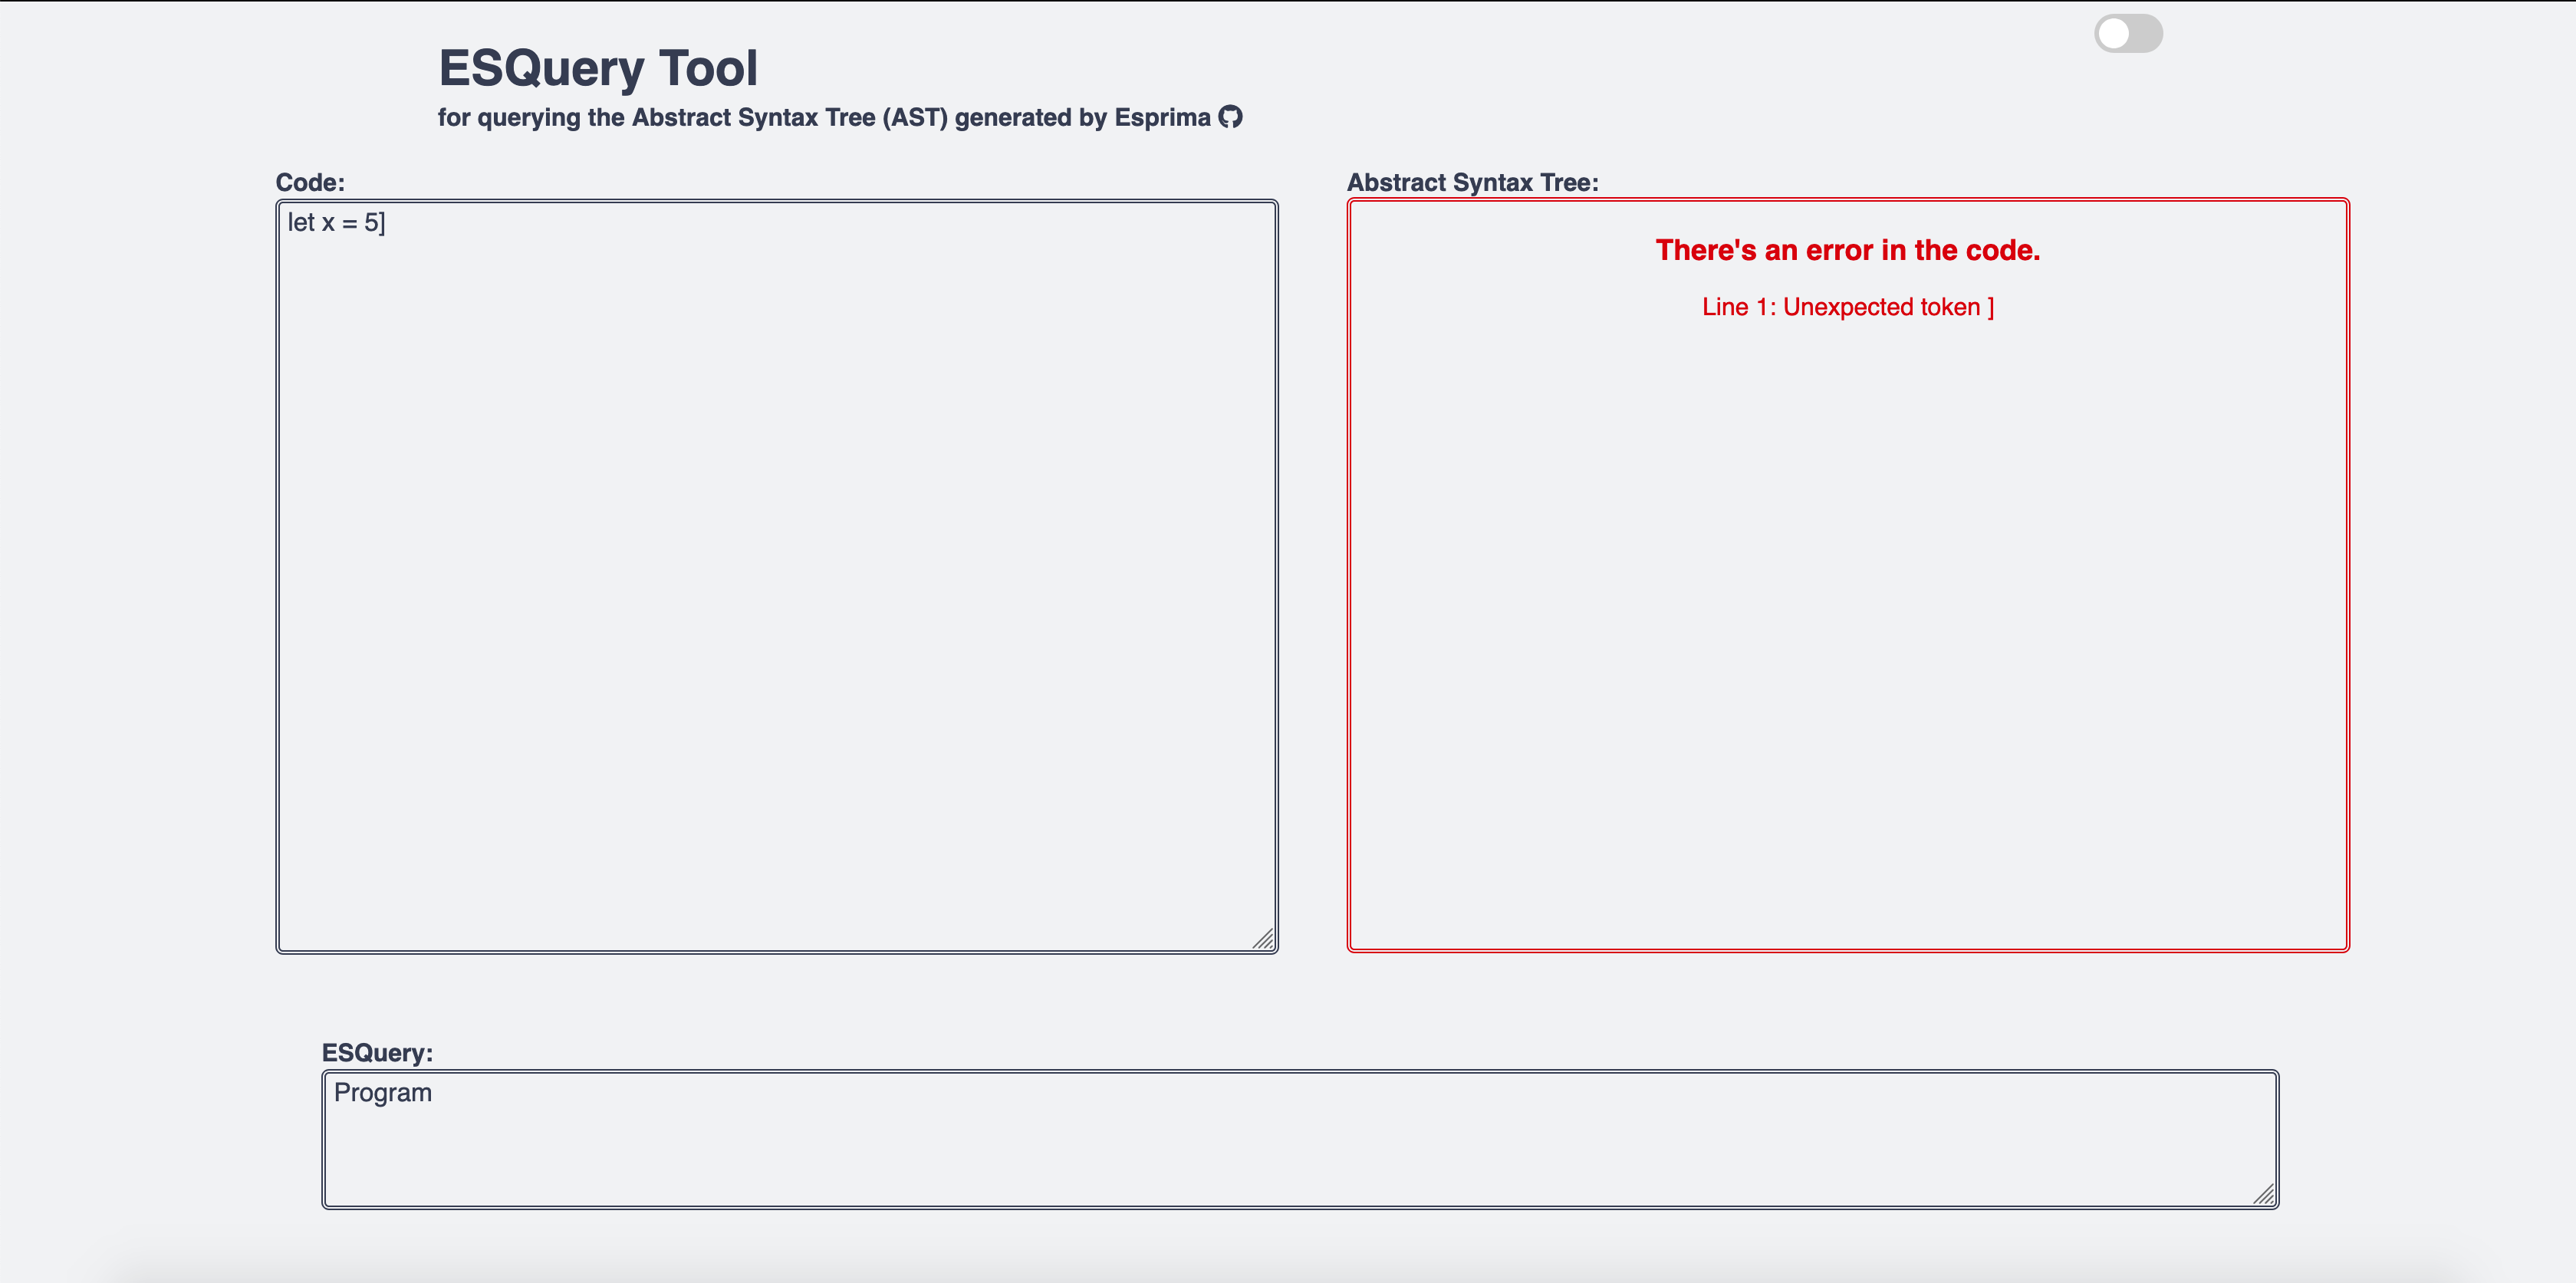 ESQuery Tool
for querying the Abstract Syntax Tree (AST) generated by Esprima
Code:
let x = 5]
Abstract Syntax Tree:
There's an error in the code.
Line 1: Unexpected token ]
ESQuery:
Program